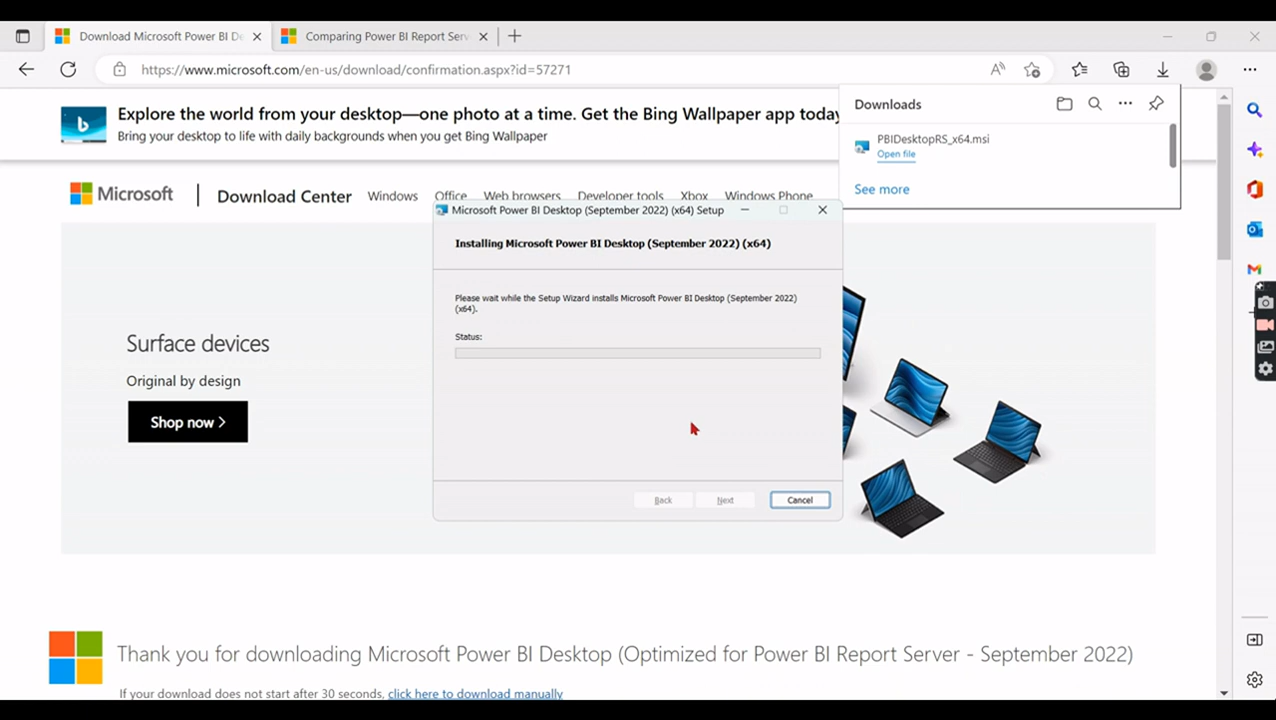 Download Microsoft Power BI De
Comparing Power BI Report Serv
https://www.microsoft.com/en-us/download/confirmation.aspx?id=57271
Explore the world from your desktop—one photo at a time. Get the Bing Wallpaper app today
Bring your desktop to life with daily backgrounds when you get Bing Wallpaper
Downloads
PBIDesktopRS_x64.msi
Open file
See more
Microsoft
Download Center
Windows Office Web browsers Developer tools Xbox Windows Phone
Microsoft Power BI Desktop (September 2022) (x64) Setup
Installing Microsoft Power BI Desktop (September 2022) (x64)
Please wait while the Setup Wizard installs Microsoft Power BI Desktop (September 2022)
(x64).
Status:
Back Next Cancel
Surface devices
Original by design
Shop now >
Thank you for downloading Microsoft Power BI Desktop (Optimized for Power BI Report Server - September 2022)
If your download does not start after 30 seconds, click here to download manually